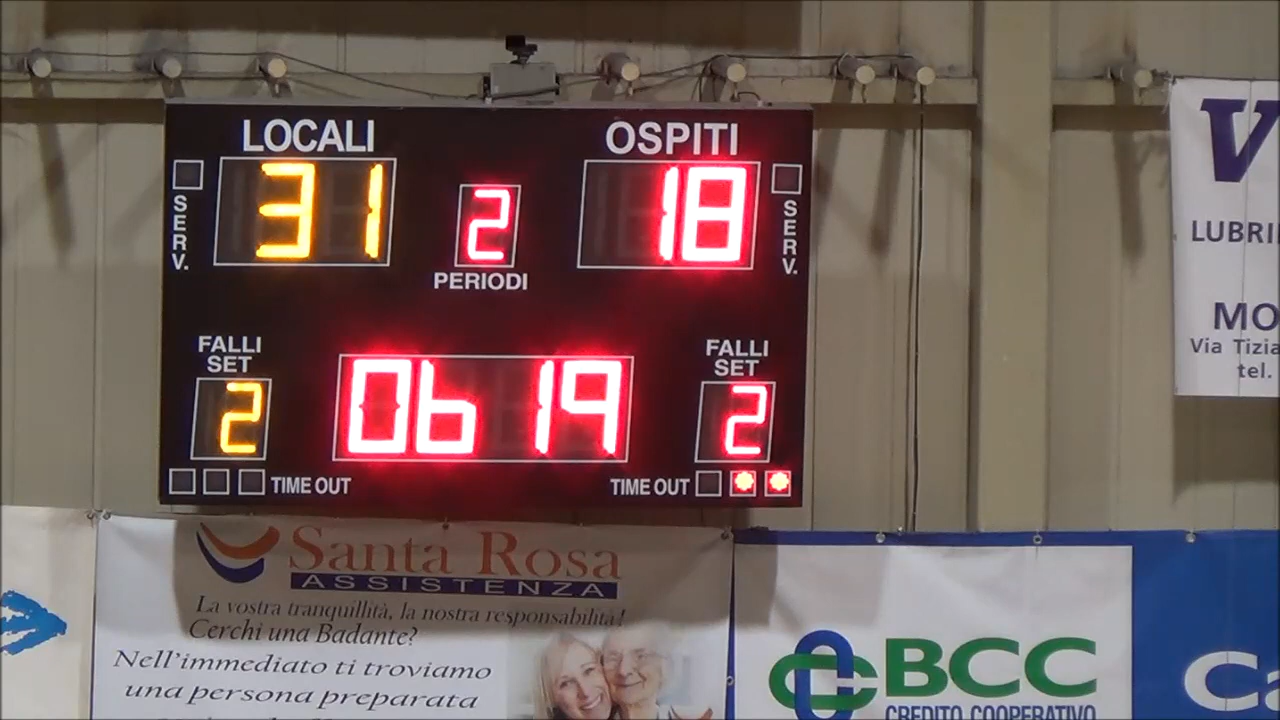 LOCALI
OSPITI
31
2
18
SERV.
SERV.
PERIODI
FALLI
SET
FALLI
SET
2
06 19
2
TIME OUT
TIME OUT
LUBRI
MO
Via Tizia
tel.
Santa Rosa
ASSISTENZA
La vostra tranquillità, la nostra responsabilità!
Cerchi una Badante?
Nell'immediato ti troviamo
una persona preparata
BCC
CREDITO COOPERATIVO
Ca